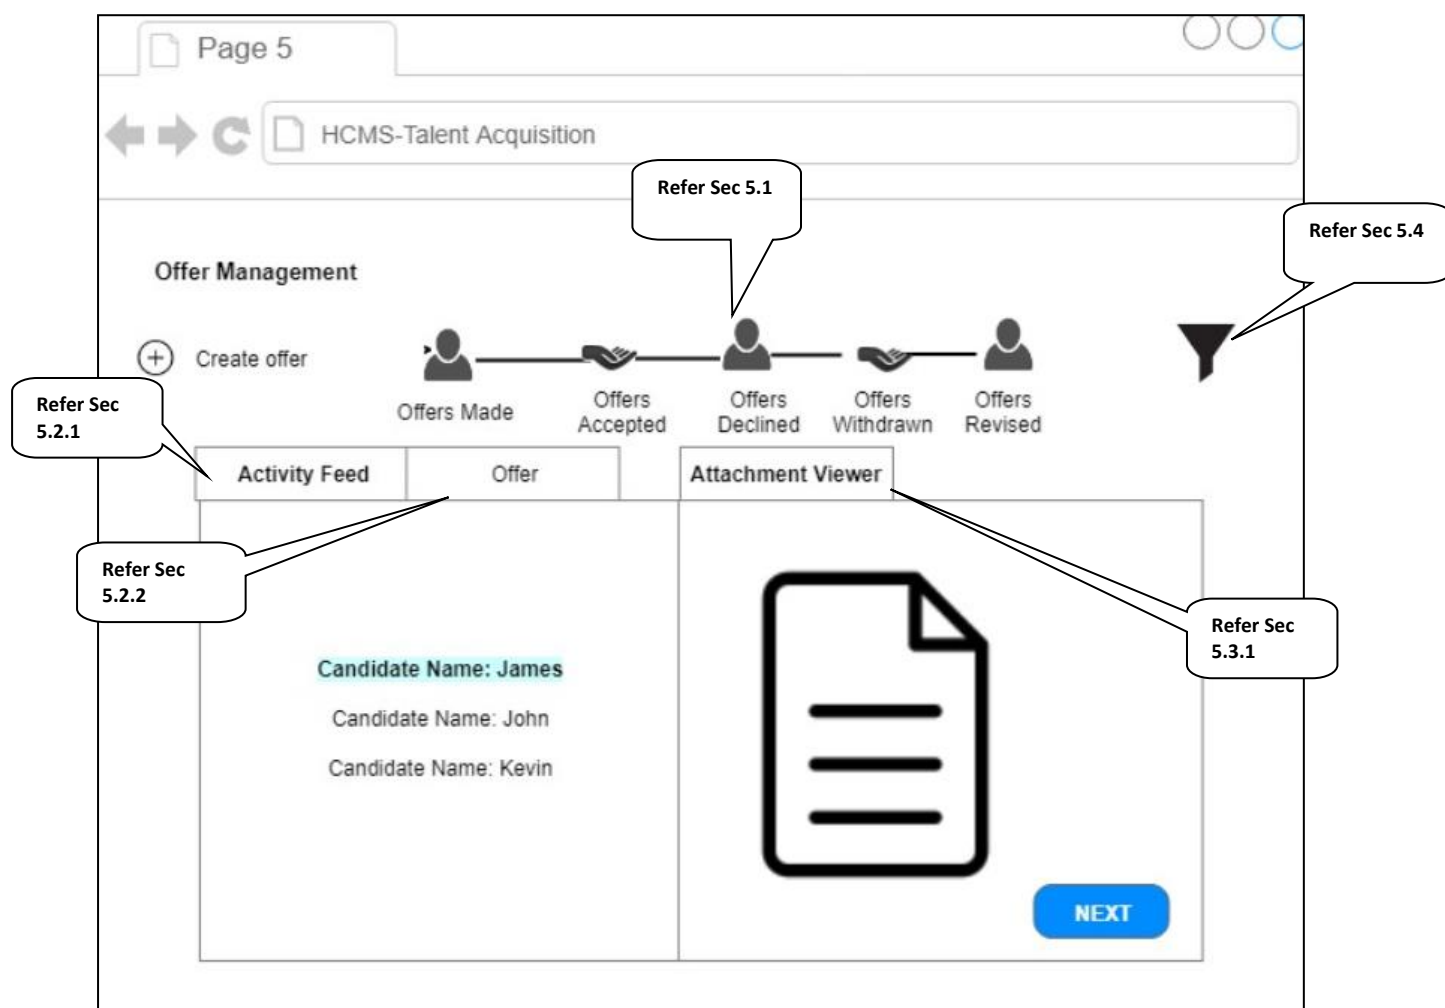 Page 5
HCMS-Talent Acquisition
Refer Sec 5.1
Refer Sec 5.4
Offer Management
Create offer
Offers Made
Offers
Accepted
Offers
Declined
Offers
Withdrawn
Offers
Revised
Refer Sec
5.2.1
Activity Feed
Offer
Attachment Viewer
Refer Sec
5.2.2
Refer Sec
5.3.1
Candidate Name: James
Candidate Name: John
Candidate Name: Kevin
NEXT